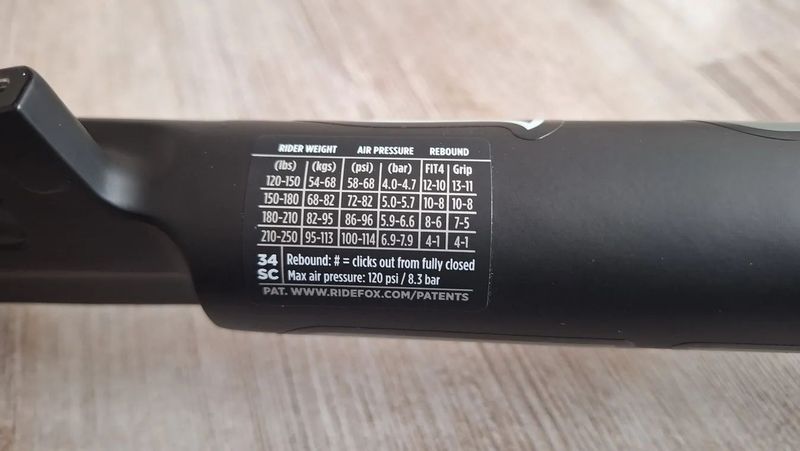 RIDER WEIGHT AIR PRESSURE REBOUND
(lbs) (kgs) (psi) (bar) FIT4 Grip
120-150 54-68 58-68 4.0-4.7 12-10 13-11
150-180 68-82 72-82 5.0-5.7 10-8 10-8
180-210 82-95 86-96 5.9-6.6 8-6 7-5
210-250 95-113 100-114 6.9-7.9 4-1 4-1
34 Rebound: # = clicks out from fully closed
SC Max air pressure: 120 psi / 8.3 bar
PAT. WWW.RIDEFOX.COM/PATENTS